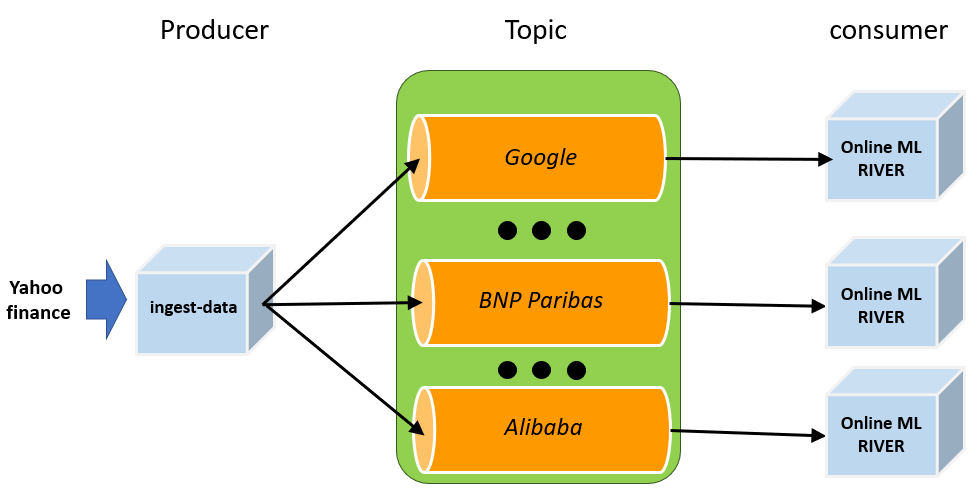 Producer
Topic
consumer
Yahoo
finance
ingest-data
Google
BNP Paribas
Alibaba
Online ML
RIVER
Online ML
RIVER
Online ML
RIVER